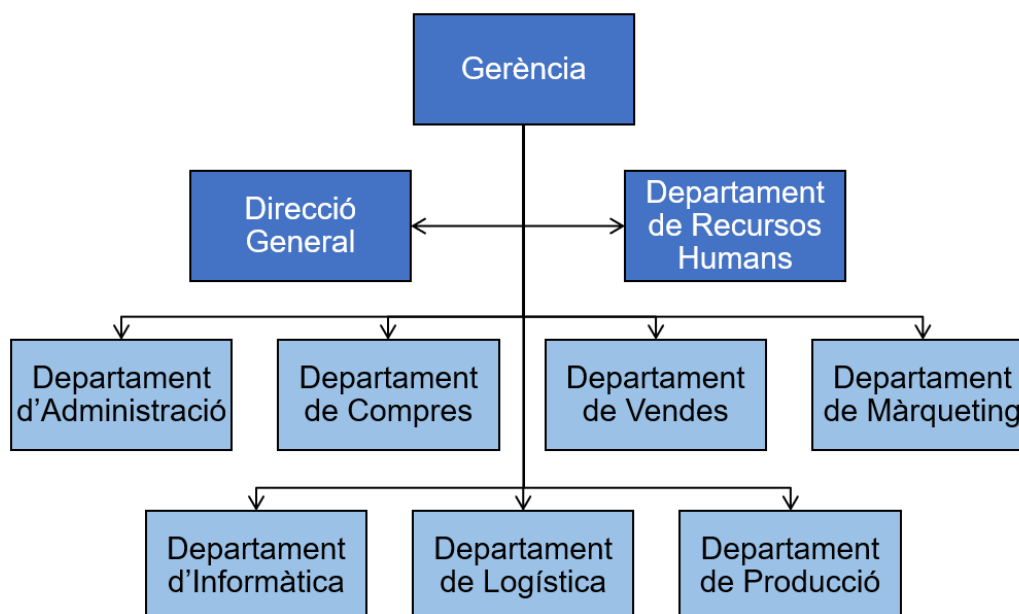 Gerència
Direcció
General
Departament
de Recursos
Humans
Departament
d’Administració
Departament
de Compres
Departament
de Vendes
Departament
de Màrqueting
Departament
d’Informàtica
Departament
de Logística
Departament
de Producció